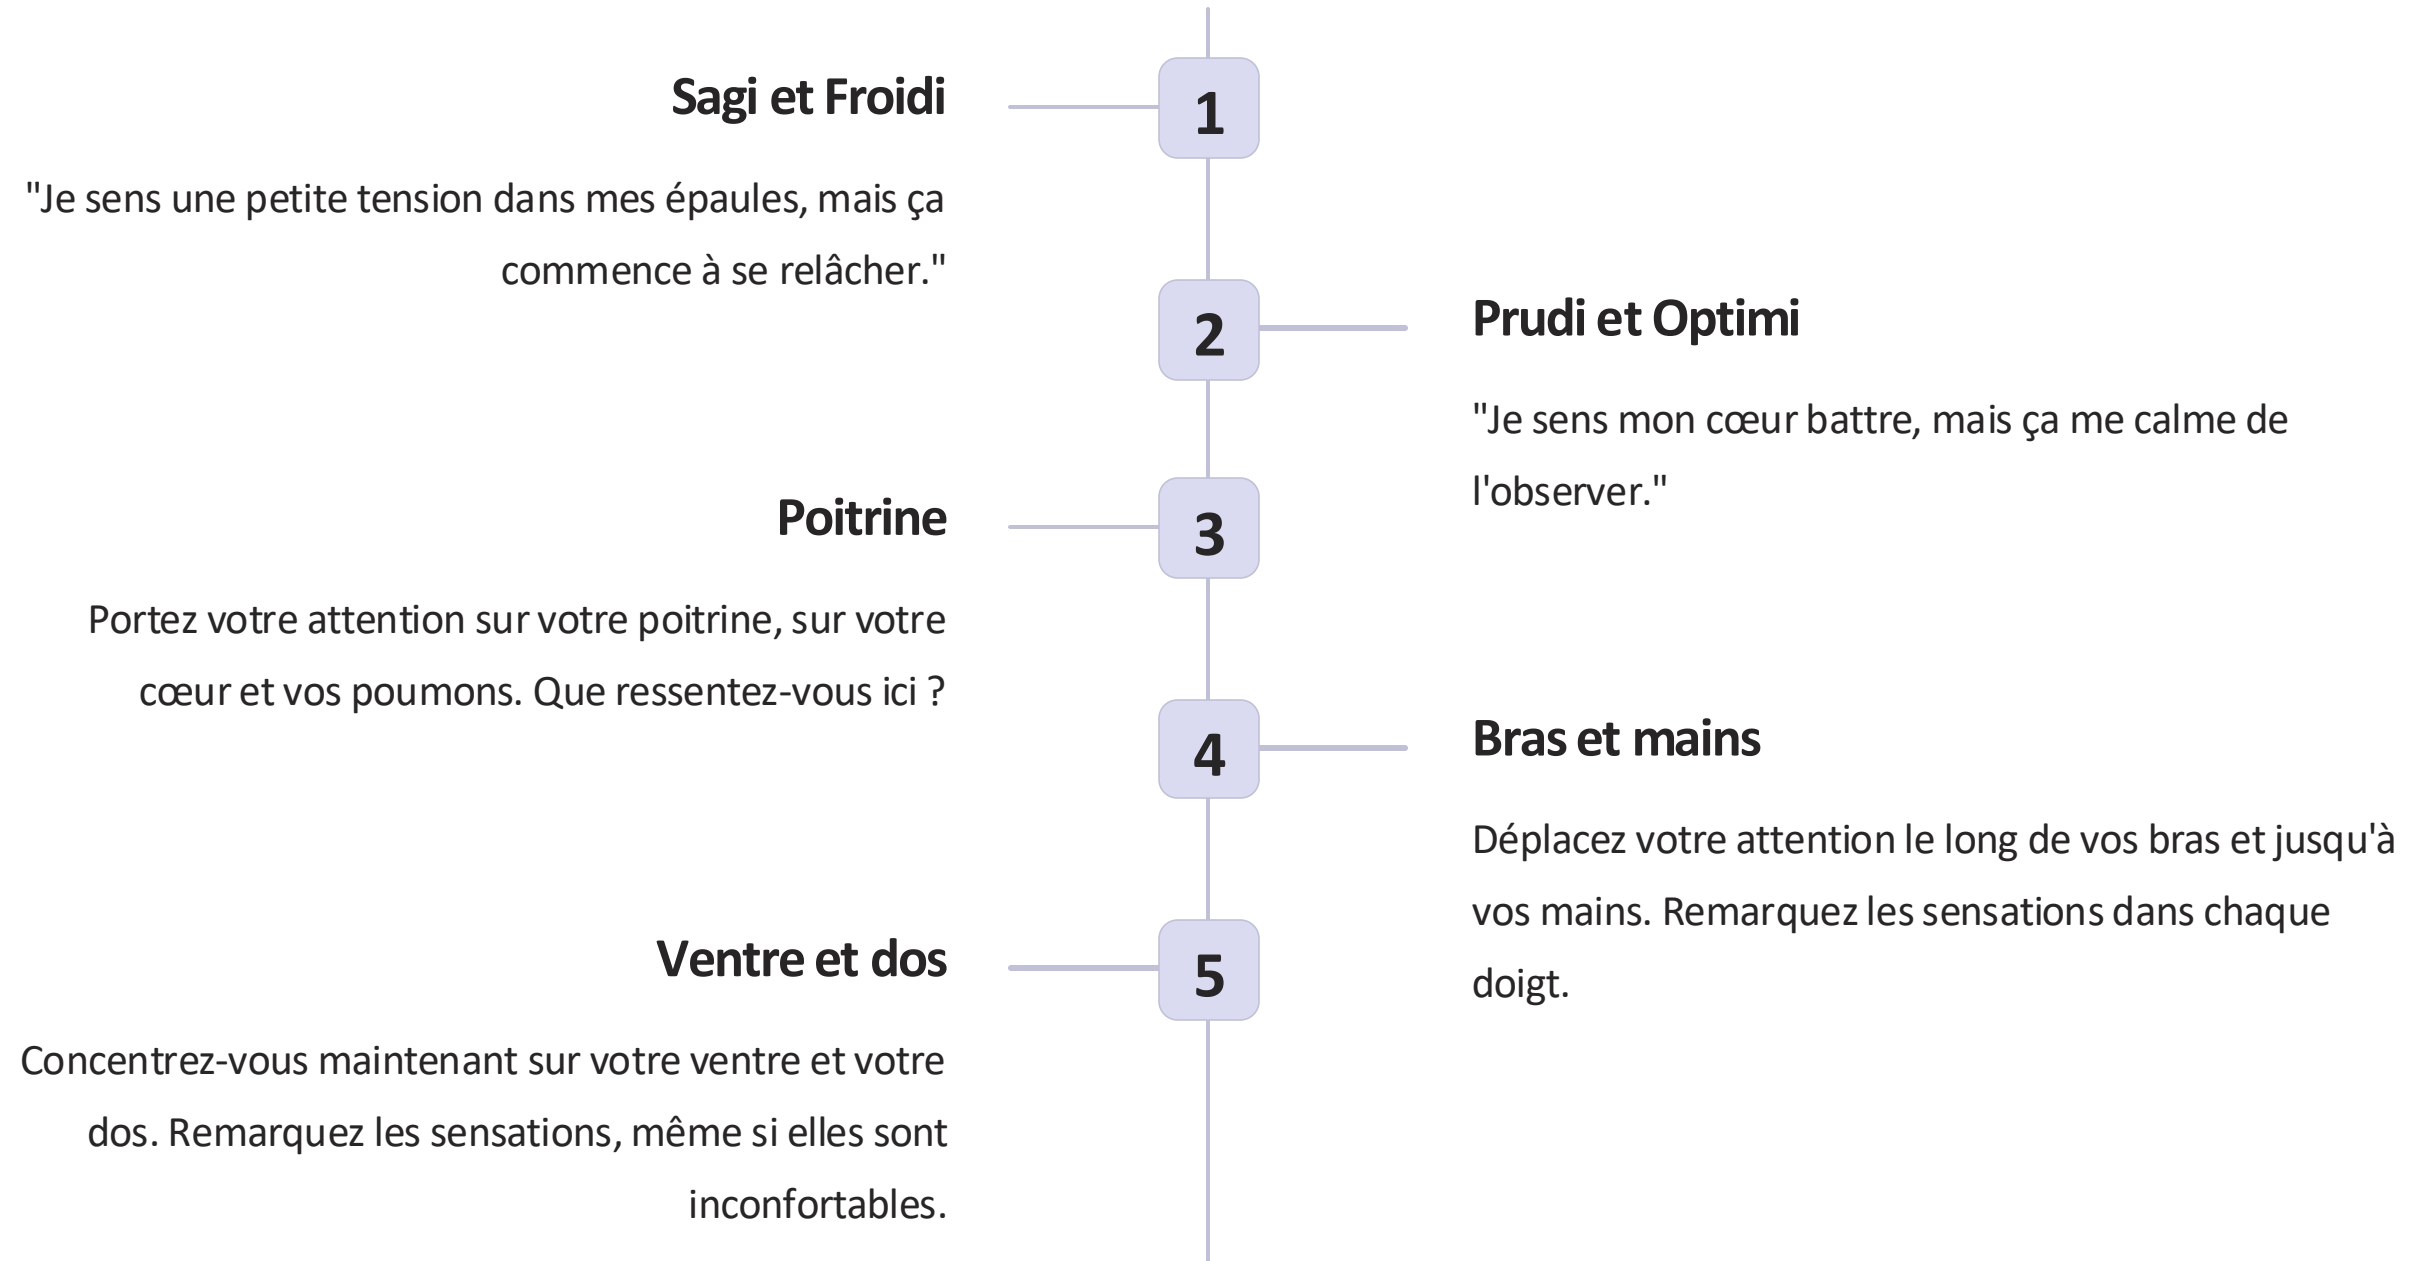 1
Sagi et Froidi
"Je sens une petite tension dans mes épaules, mais ça
commence à se relâcher."
2
Prudi et Optimi
"Je sens mon cœur battre, mais ça me calme de
l'observer."
3
Poitrine
Portez votre attention sur votre poitrine, sur votre
cœur et vos poumons. Que ressentez-vous ici ?
4
Bras et mains
Déplacez votre attention le long de vos bras et jusqu'à
vos mains. Remarquez les sensations dans chaque
doigt.
5
Ventre et dos
Concentrez-vous maintenant sur votre ventre et votre
dos. Remarquez les sensations, même si elles sont
inconfortables.